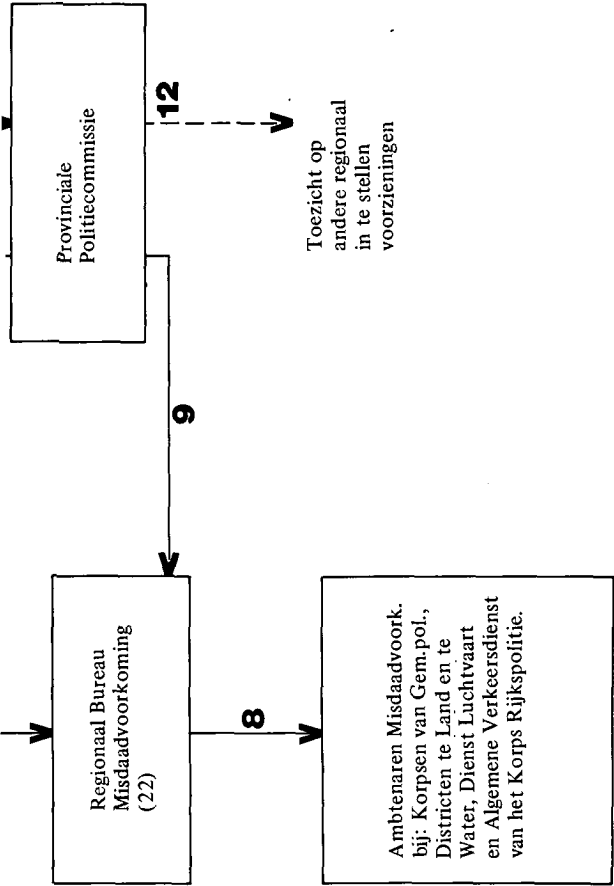 Provinciale
Politiecommissie
12
Toezicht op
andere regionaal
in te stellen
voorzieningen
9
Regionaal Bureau
Misdaadvoorkoming
(22)
8
Ambtenaren Misdaadvoork.
bij: Korpsen van Gem.pol.,
Districten te Land en te
Water, Dienst Luchtvaart
en Algemene Verkeersdienst
van het Korps Rijkspolitie.